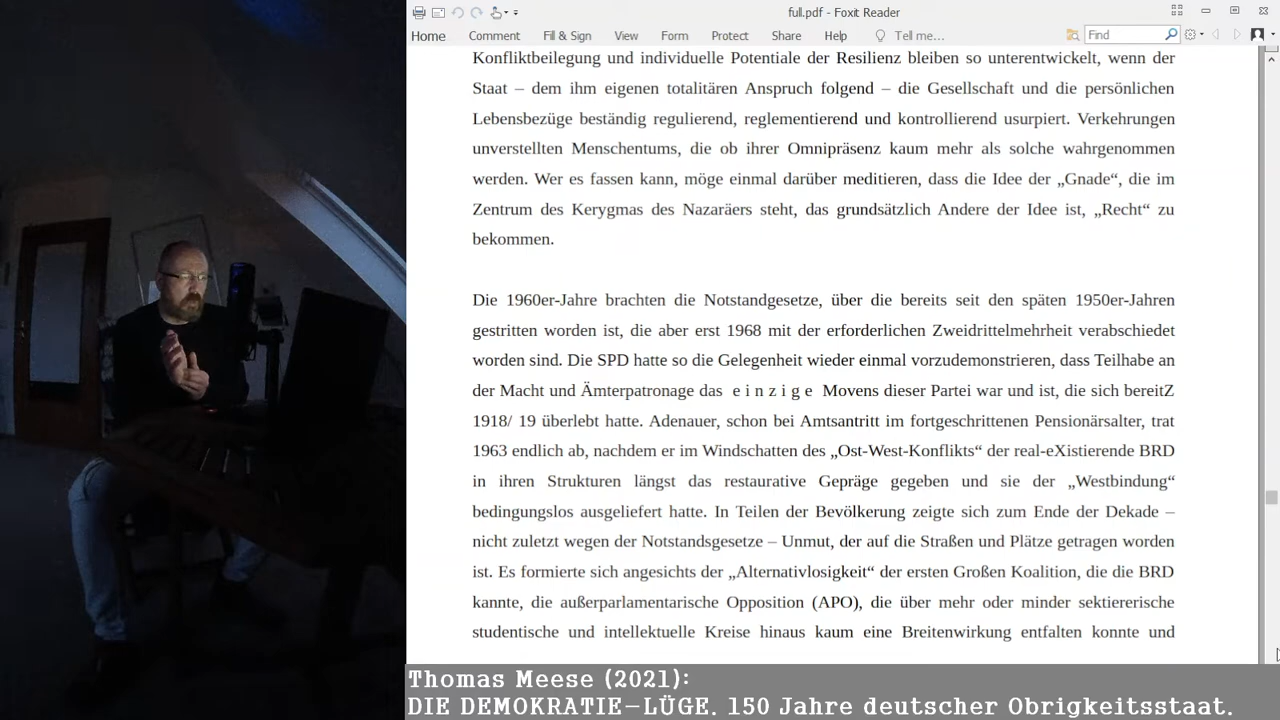 full.pdf - Foxit Reader
Home Comment Fill & Sign View Form Protect Share Help Tell me... Find
Konfliktbeilegung und individuelle Potentiale der Resilienz bleiben so unterentwickelt, wenn der
Staat – dem ihm eigenen totalitären Anspruch folgend – die Gesellschaft und die persönlichen
Lebensbezüge beständig regulierend, reglementierend und kontrollierend usurpiert. Verkehrungen
unverstellten Menschentums, die ob ihrer Omnipräsenz kaum mehr als solche wahrgenommen
werden. Wer es fassen kann, möge einmal darüber meditieren, dass die Idee der „Gnade“, die im
Zentrum des Kerygmas des Nazaräers steht, das grundsätzlich Andere der Idee ist, „Recht“ zu
bekommen.
Die 1960er-Jahre brachten die Notstandgesetze, über die bereits seit den späten 1950er-Jahren
gestritten worden ist, die aber erst 1968 mit der erforderlichen Zweidrittelmehrheit verabschiedet
worden sind. Die SPD hatte so die Gelegenheit wieder einmal vorzudemonstrieren, dass Teilhabe an
der Macht und Ämterpatronage das e i n z i g e Movens dieser Partei war und ist, die sich bereitZ
1918/ 19 überlebt hatte. Adenauer, schon bei Amtsantritt im fortgeschrittenen Pensionärsalter, trat
1963 endlich ab, nachdem er im Windschatten des „Ost-West-Konflikts“ der real-eXistierende BRD
in ihren Strukturen längst das restaurative Gepräge gegeben und sie der „Westbindung“
bedingungslos ausgeliefert hatte. In Teilen der Bevölkerung zeigte sich zum Ende der Dekade –
nicht zuletzt wegen der Notstandsgesetze – Unmut, der auf die Straßen und Plätze getragen worden
ist. Es formierte sich angesichts der „Alternativlosigkeit“ der ersten Großen Koalition, die die BRD
kannte, die außerparlamentarische Opposition (APO), die über mehr oder minder sektiererische
studentische und intellektuelle Kreise hinaus kaum eine Breitenwirkung entfalten konnte und
Thomas Meese (2021):
DIE DEMOKRATIE-LÜGE. 150 Jahre deutscher Obrigkeitsstaat.